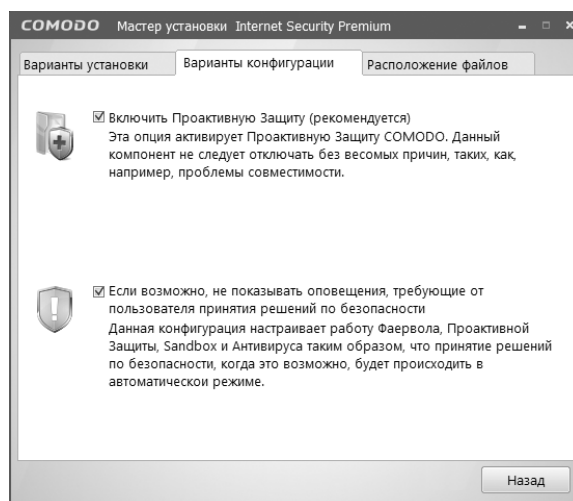 COMODO Мастер установки Internet Security Premium
Варианты установки Варианты конфигурации Расположение файлов
Включить Проактивную Защиту (рекомендуется)
Эта опция активирует Проактивную Защиту COMODO. Данный
компонент не следует отключать без весомых причин, таких, как,
например, проблемы совместимости.
Если возможно, не показывать оповещения, требующие от
пользователя принятия решений по безопасности
Данная конфигурация настраивает работу Фаервола, Проактивной
Защиты, Sandbox и Антивируса таким образом, что принятие решений
по безопасности, когда это возможно, будет происходить в
автоматическои режиме.
Назад